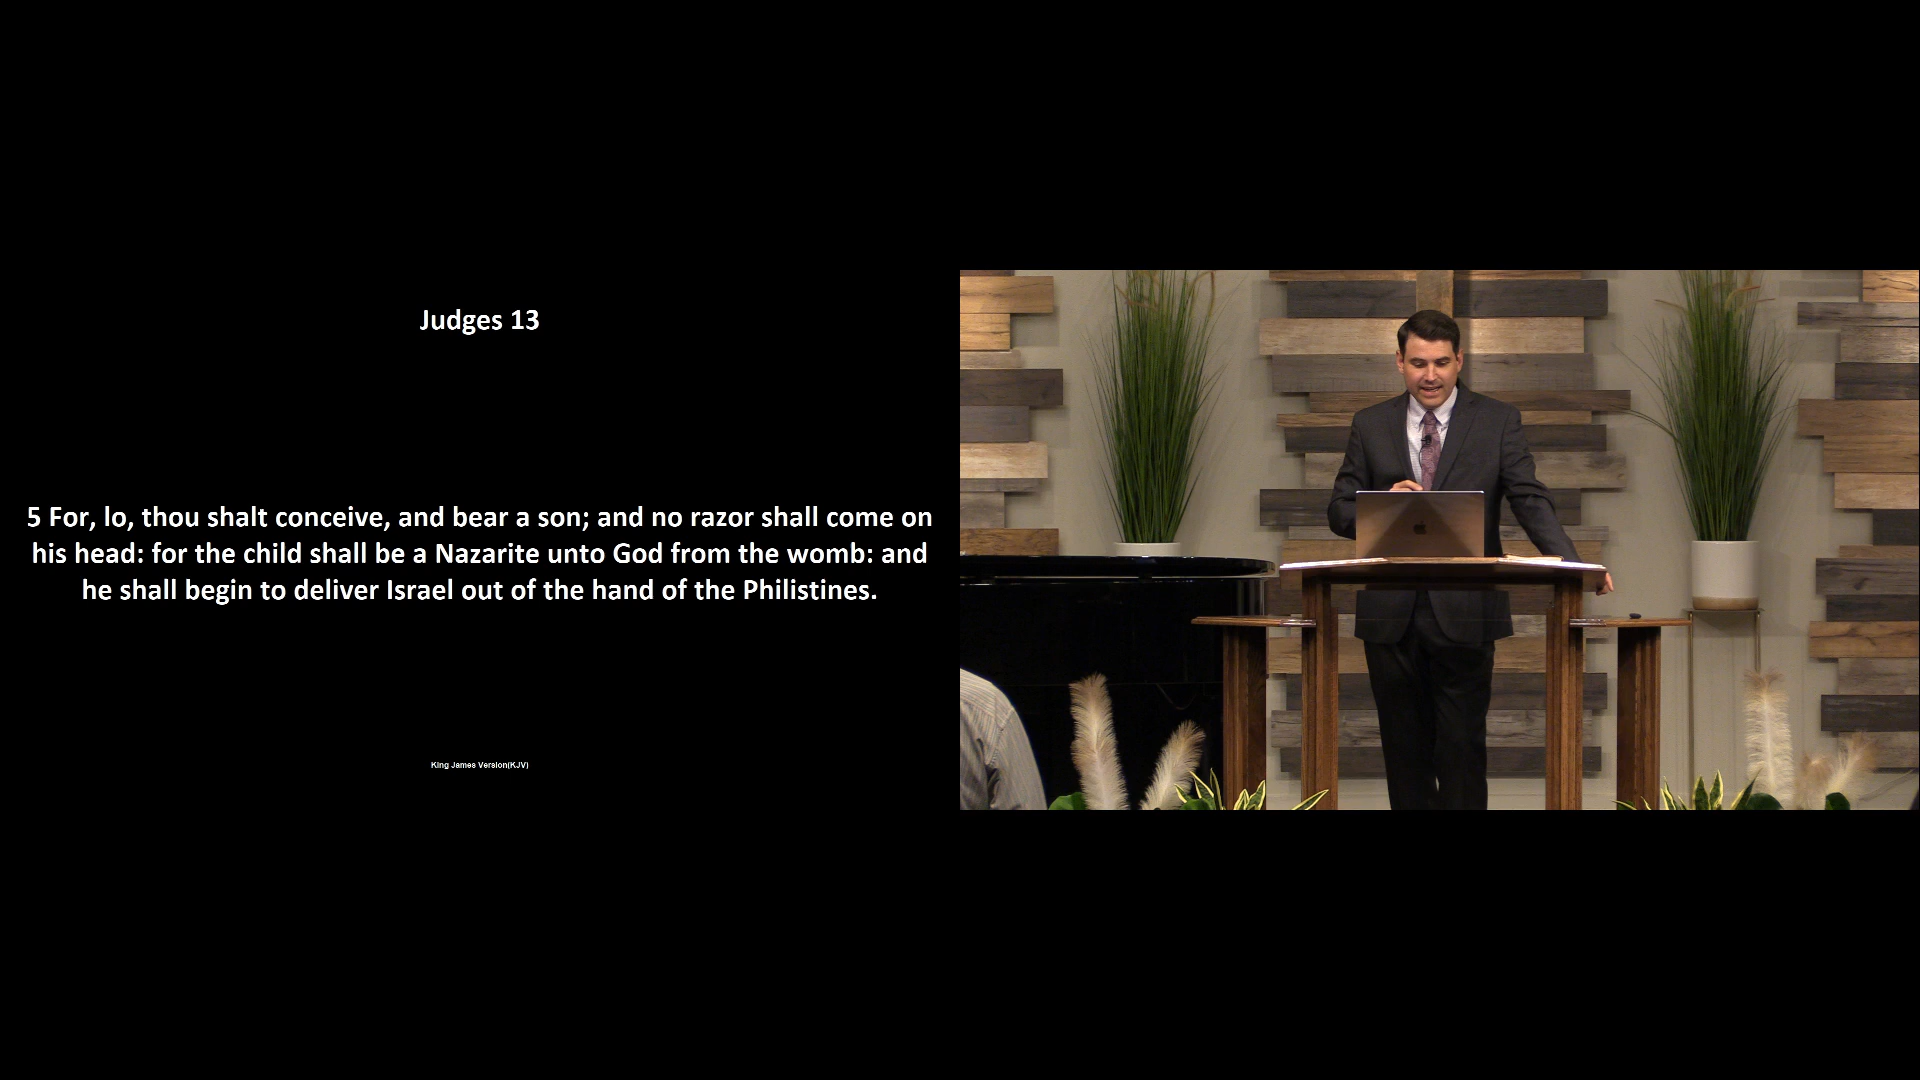 Judges 13
5 For, lo, thou shalt conceive, and bear a son; and no razor shall come on
his head: for the child shall be a Nazarite unto God from the womb: and
he shall begin to deliver Israel out of the hand of the Philistines.
King James Version(KJV)